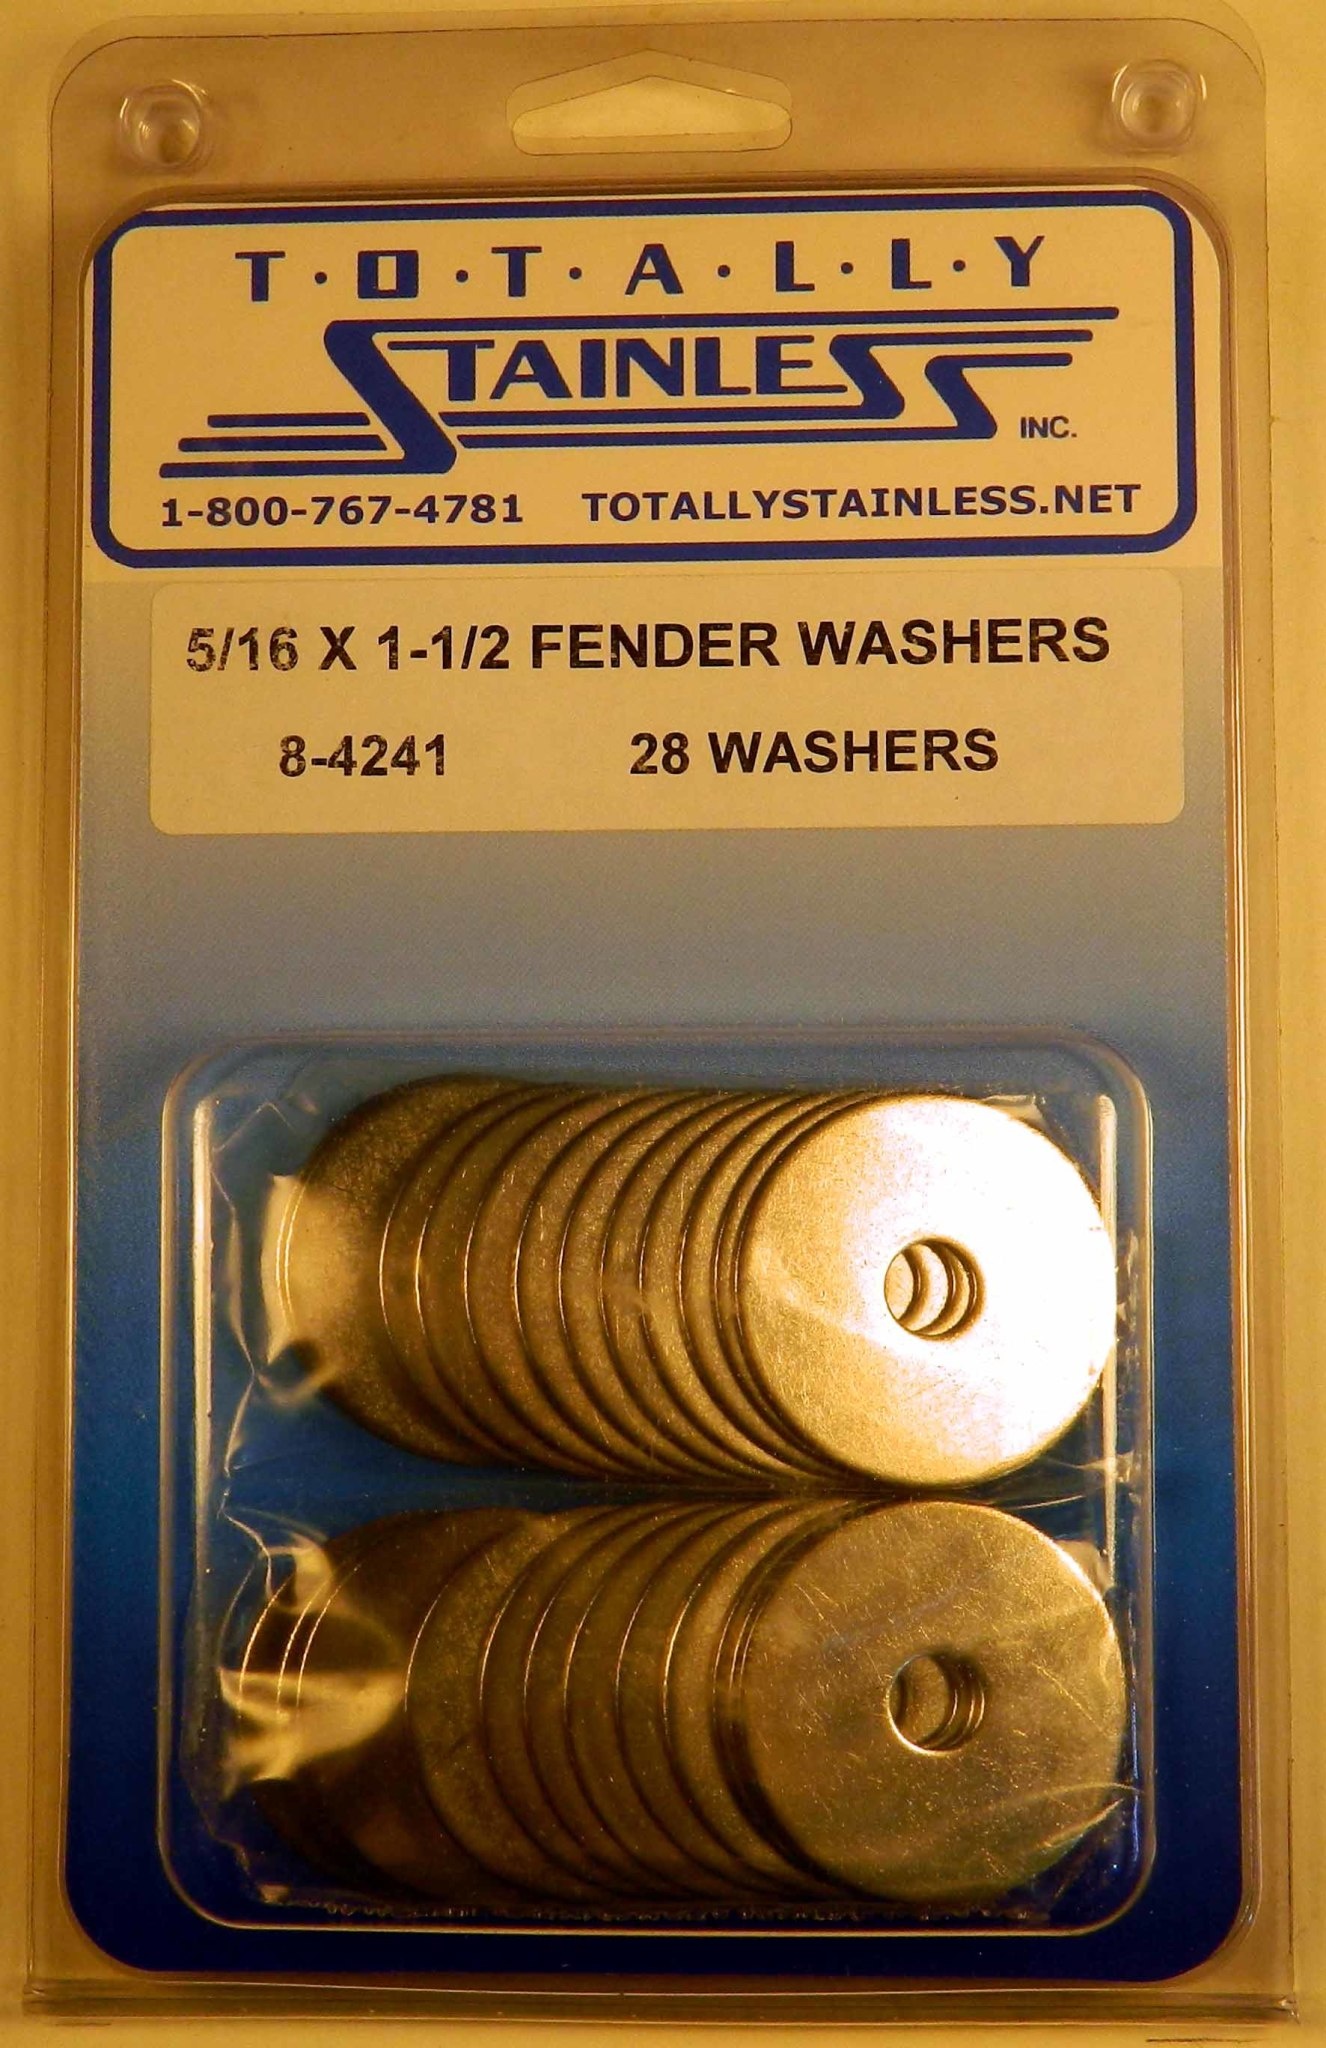 T·O·T·A·L·L·Y
STAINLESS
INC.
1-800-767-4781 TOTALLYSTAINLESS.NET
5/16 X 1-1/2 FENDER WASHERS
8-4241 28 WASHERS